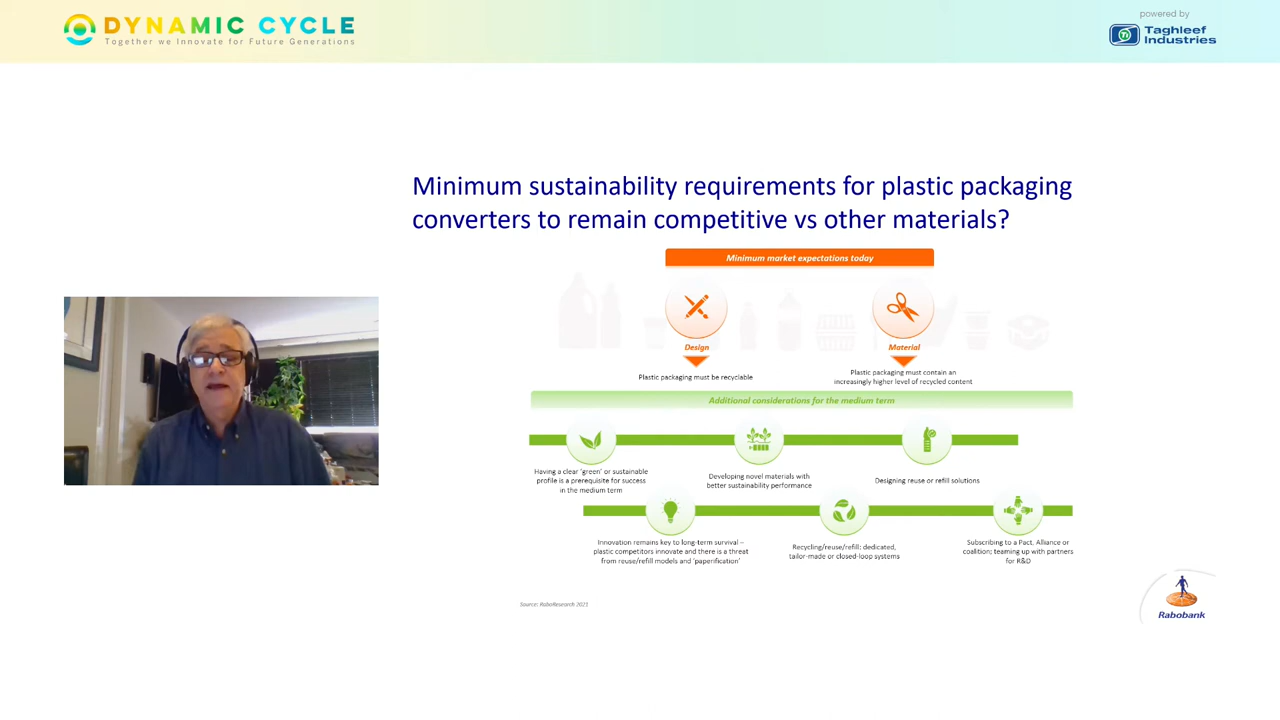 DYNAMIC CYCLE
Together we Innovate for Future Generations
powered by
Ti
Taghleef
Industries
Minimum sustainability requirements for plastic packaging
converters to remain competitive vs other materials?
Minimum market expectations today
Design
Material
Plastic packaging must be recyclable
Plastic packaging must contain an
increasingly higher level of recycled content
Additional considerations for the medium term
Having a clear 'green' or sustainable
profile is a prerequisite for success
in the medium term
Developing novel materials with
better sustainability performance
Designing reuse or refill solutions
Innovation remains key to long-term survival –
plastic competitors innovate and there is a threat
from reuse/refill models and 'paperification'
Recycling/reuse/refill: dedicated,
tailor-made or closed-loop systems
Subscribing to a Pact, Alliance or
coalition; teaming up with partners
for R&D
Source: RaboResearch 2021
Rabobank